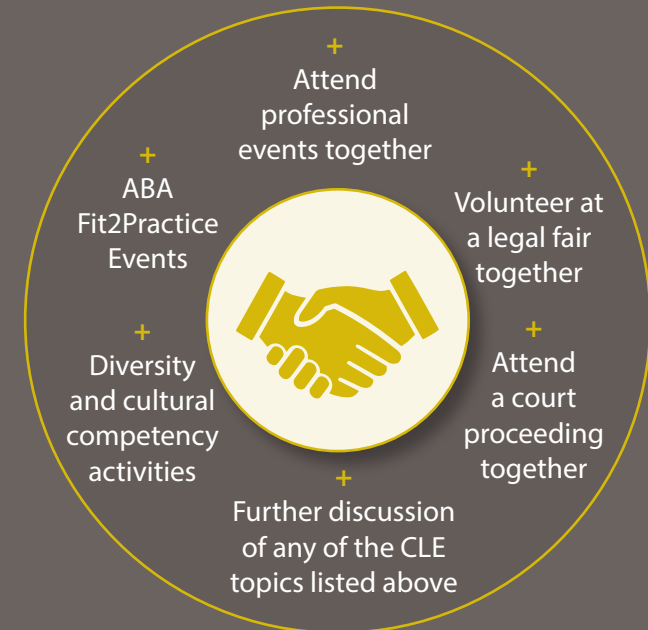 +
Attend
professional
events together
+
Volunteer at
a legal fair
together
+
Attend
a court
proceeding
together
+
Further discussion
of any of the CLE
topics listed above
+
Diversity
and cultural
competency
activities
+
ABA
Fit2Practice
Events